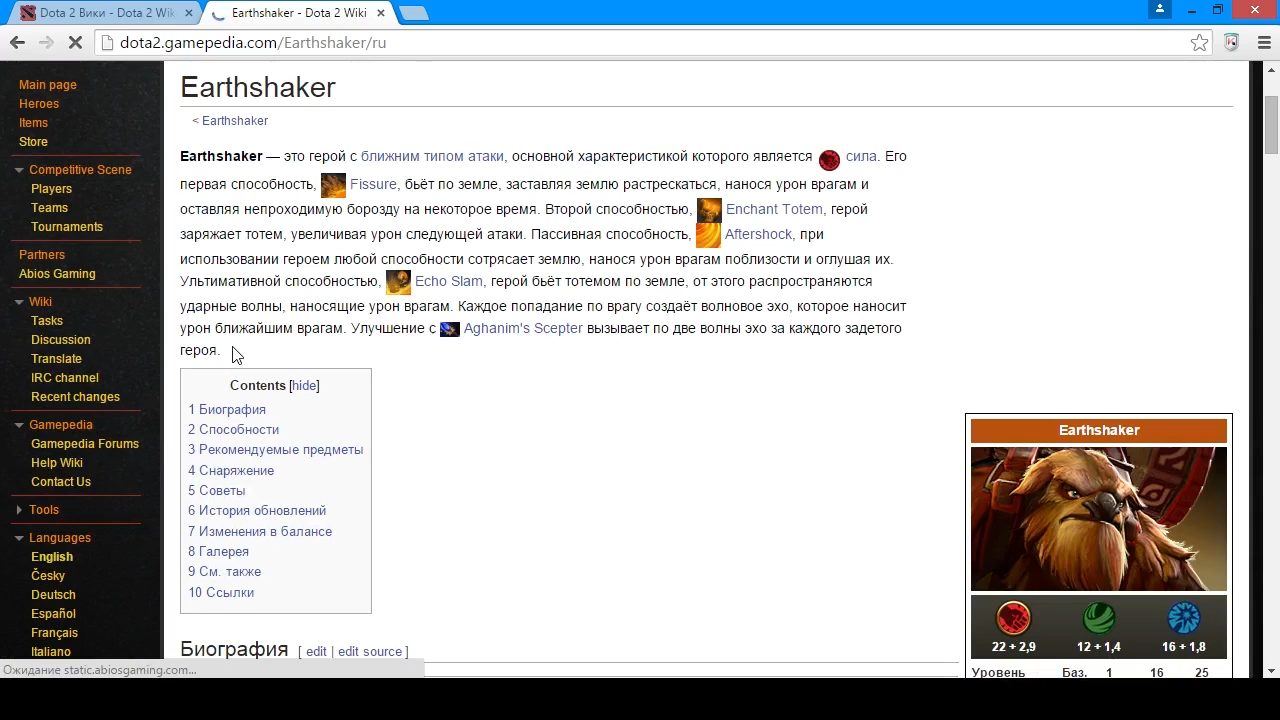 Dota 2 Вики - Dota 2 Wiki
Earthshaker - Dota 2 Wiki
dota2.gamepedia.com/Earthshaker/ru
Main page
Heroes
Items
Store
Competitive Scene
Players
Teams
Tournaments
Partners
Abios Gaming
Wiki
Tasks
Discussion
Translate
IRC channel
Recent changes
Gamepedia
Gamepedia Forums
Help Wiki
Contact Us
Tools
Languages
English
Česky
Deutsch
Español
Français
Italiano
Earthshaker
< Earthshaker
Earthshaker — это герой с ближним типом атаки, основной характеристикой которого является сила. Его
первая способность, Fissure, бьёт по земле, заставляя землю растрескаться, нанося урон врагам и
оставляя непроходимую борозду на некоторое время. Второй способностью, Enchant Totem, герой
заряжает тотем, увеличивая урон следующей атаки. Пассивная способность, Aftershock, при
использовании героем любой способности сотрясает землю, нанося урон врагам поблизости и оглушая их.
Ультимативной способностью, Echo Slam, герой бьёт тотемом по земле, от этого распространяются
ударные волны, наносящие урон врагам. Каждое попадание по врагу создаёт волновое эхо, которое наносит
урон ближайшим врагам. Улучшение с Aghanim's Scepter вызывает по две волны эхо за каждого задетого
героя.
Contents [hide]
1 Биография
2 Способности
3 Рекомендуемые предметы
4 Снаряжение
5 Советы
6 История обновлений
7 Изменения в балансе
8 Галерея
9 См. также
10 Ссылки
Биография [ edit | edit source ]
Earthshaker
22 + 2,9 12 + 1,4 16 + 1,8
Уровень Баз. 1 16 25
Ожидание static.abiosgaming.com...